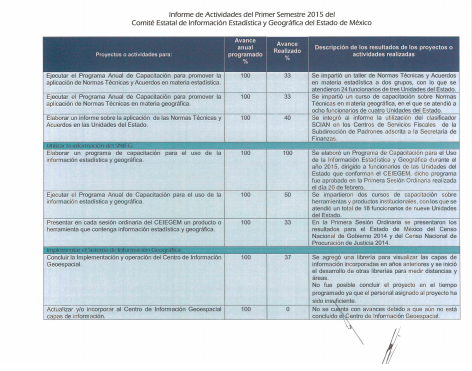 Informe de Actividades del Primer Semestre 2015 del
Comité Estatal de Información Estadística y Geográfica del Estado de México
Proyectos o actividades para:
Avance
anual
programado
%
Avance
Realizado
%
Descripción de los resultados de los proyectos o
actividades realizadas
Ejecutar el Programa Anual de Capacitación para promover la
aplicación de Normas Técnicas y Acuerdos en materia estadística.
100
33
Se impartió un taller de Normas Técnicas y Acuerdos
en materia estadística a dos grupos, con lo que se
atendieron 24 funcionarios de tres Unidades del Estado.
Ejecutar el Programa Anual de Capacitación para promover la
aplicación de Normas Técnicas en materia geográfica.
100
33
Se impartió un curso de capacitación sobre Normas
Técnicas en materia geográfica, en el que se atendió a
ocho funcionarios de cuatro Unidades del Estado.
Elaborar un informe sobre la aplicación de las Normas Técnicas y
Acuerdos en las Unidades del Estado.
100
40
Se integró al informe la utilización del clasificador
SCIAN en los Centros de Servicios Fiscales de la
Subdirección de Padrones adscrita a la Secretaría de
Finanzas.
Elaborar un programa de capacitación para el uso de la
información estadística y geográfica.
100
100
Se elaboró un Programa de Capacitación para el Uso
de la Información Estadística y Geográfica durante el
año 2015, dirigido a funcionarios de las Unidades del
Estado que conforman el CEIEGEM, dicho programa
fue aprobado en la Primera Sesión Ordinaria realizada
el día 20 de febrero.
Ejecutar el Programa Anual de Capacitación para el uso de la
información estadística y geográfica.
100
50
Se impartieron dos cursos de capacitación sobre
herramientas y productos institucionales, con los que se
atendió un total de 18 funcionarios de nueve Unidades
del Estado.
Presentar en cada sesión ordinaria del CEIEGEM un producto o
herramienta que contenga información estadística y geográfica.
100
33
En la Primera Sesión Ordinaria se presentaron los
resultados para el Estado de México del Censo
Nacional de Gobierno 2014 y del Censo Nacional de
Procuración de Justicia 2014.
Implementar el Sistema de Información Geográfica
Concluir la Implementación y operación del Centro de Información
Geoespacial.
100
37
Se agregó una librería para visualizar las capas de
información incorporadas en años anteriores y se inició
el desarrollo de otras librerías para medir distancias y
áreas.
No fue posible concluir el proyecto en el tiempo
programado ya que el personal asignado al proyecto ha
sido insuficiente.
Actualizar y/o incorporar al Centro de Información Geoespacial
capas de información.
100
0
No se cuenta con avances debido a que aún no está
concluido el Centro de Información Geoespacial.